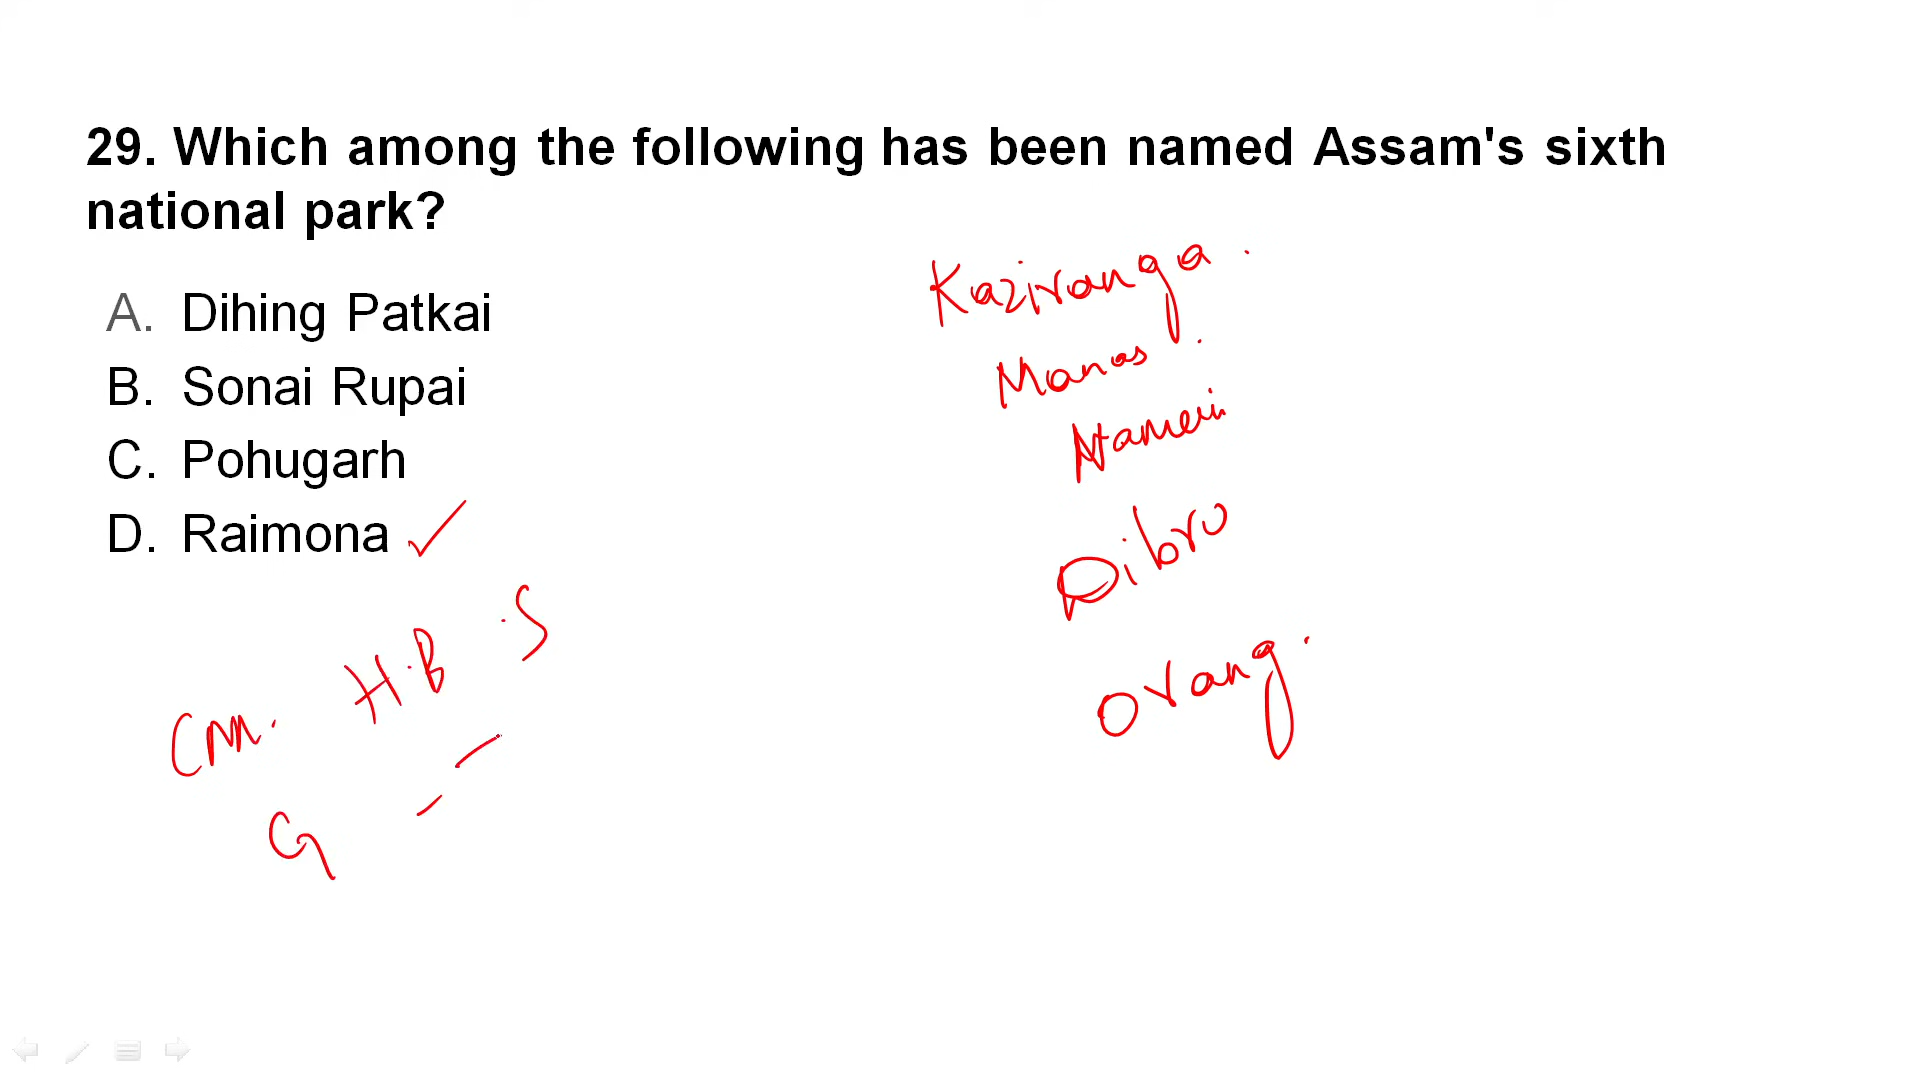 29. Which among the following has been named Assam's sixth
national park?
A. Dihing Patkai
B. Sonai Rupai
C. Pohugarh
D. Raimona
Kaziranga.
Manas.
Nameri
Dibru
Orang.
CM. H.B.S
G